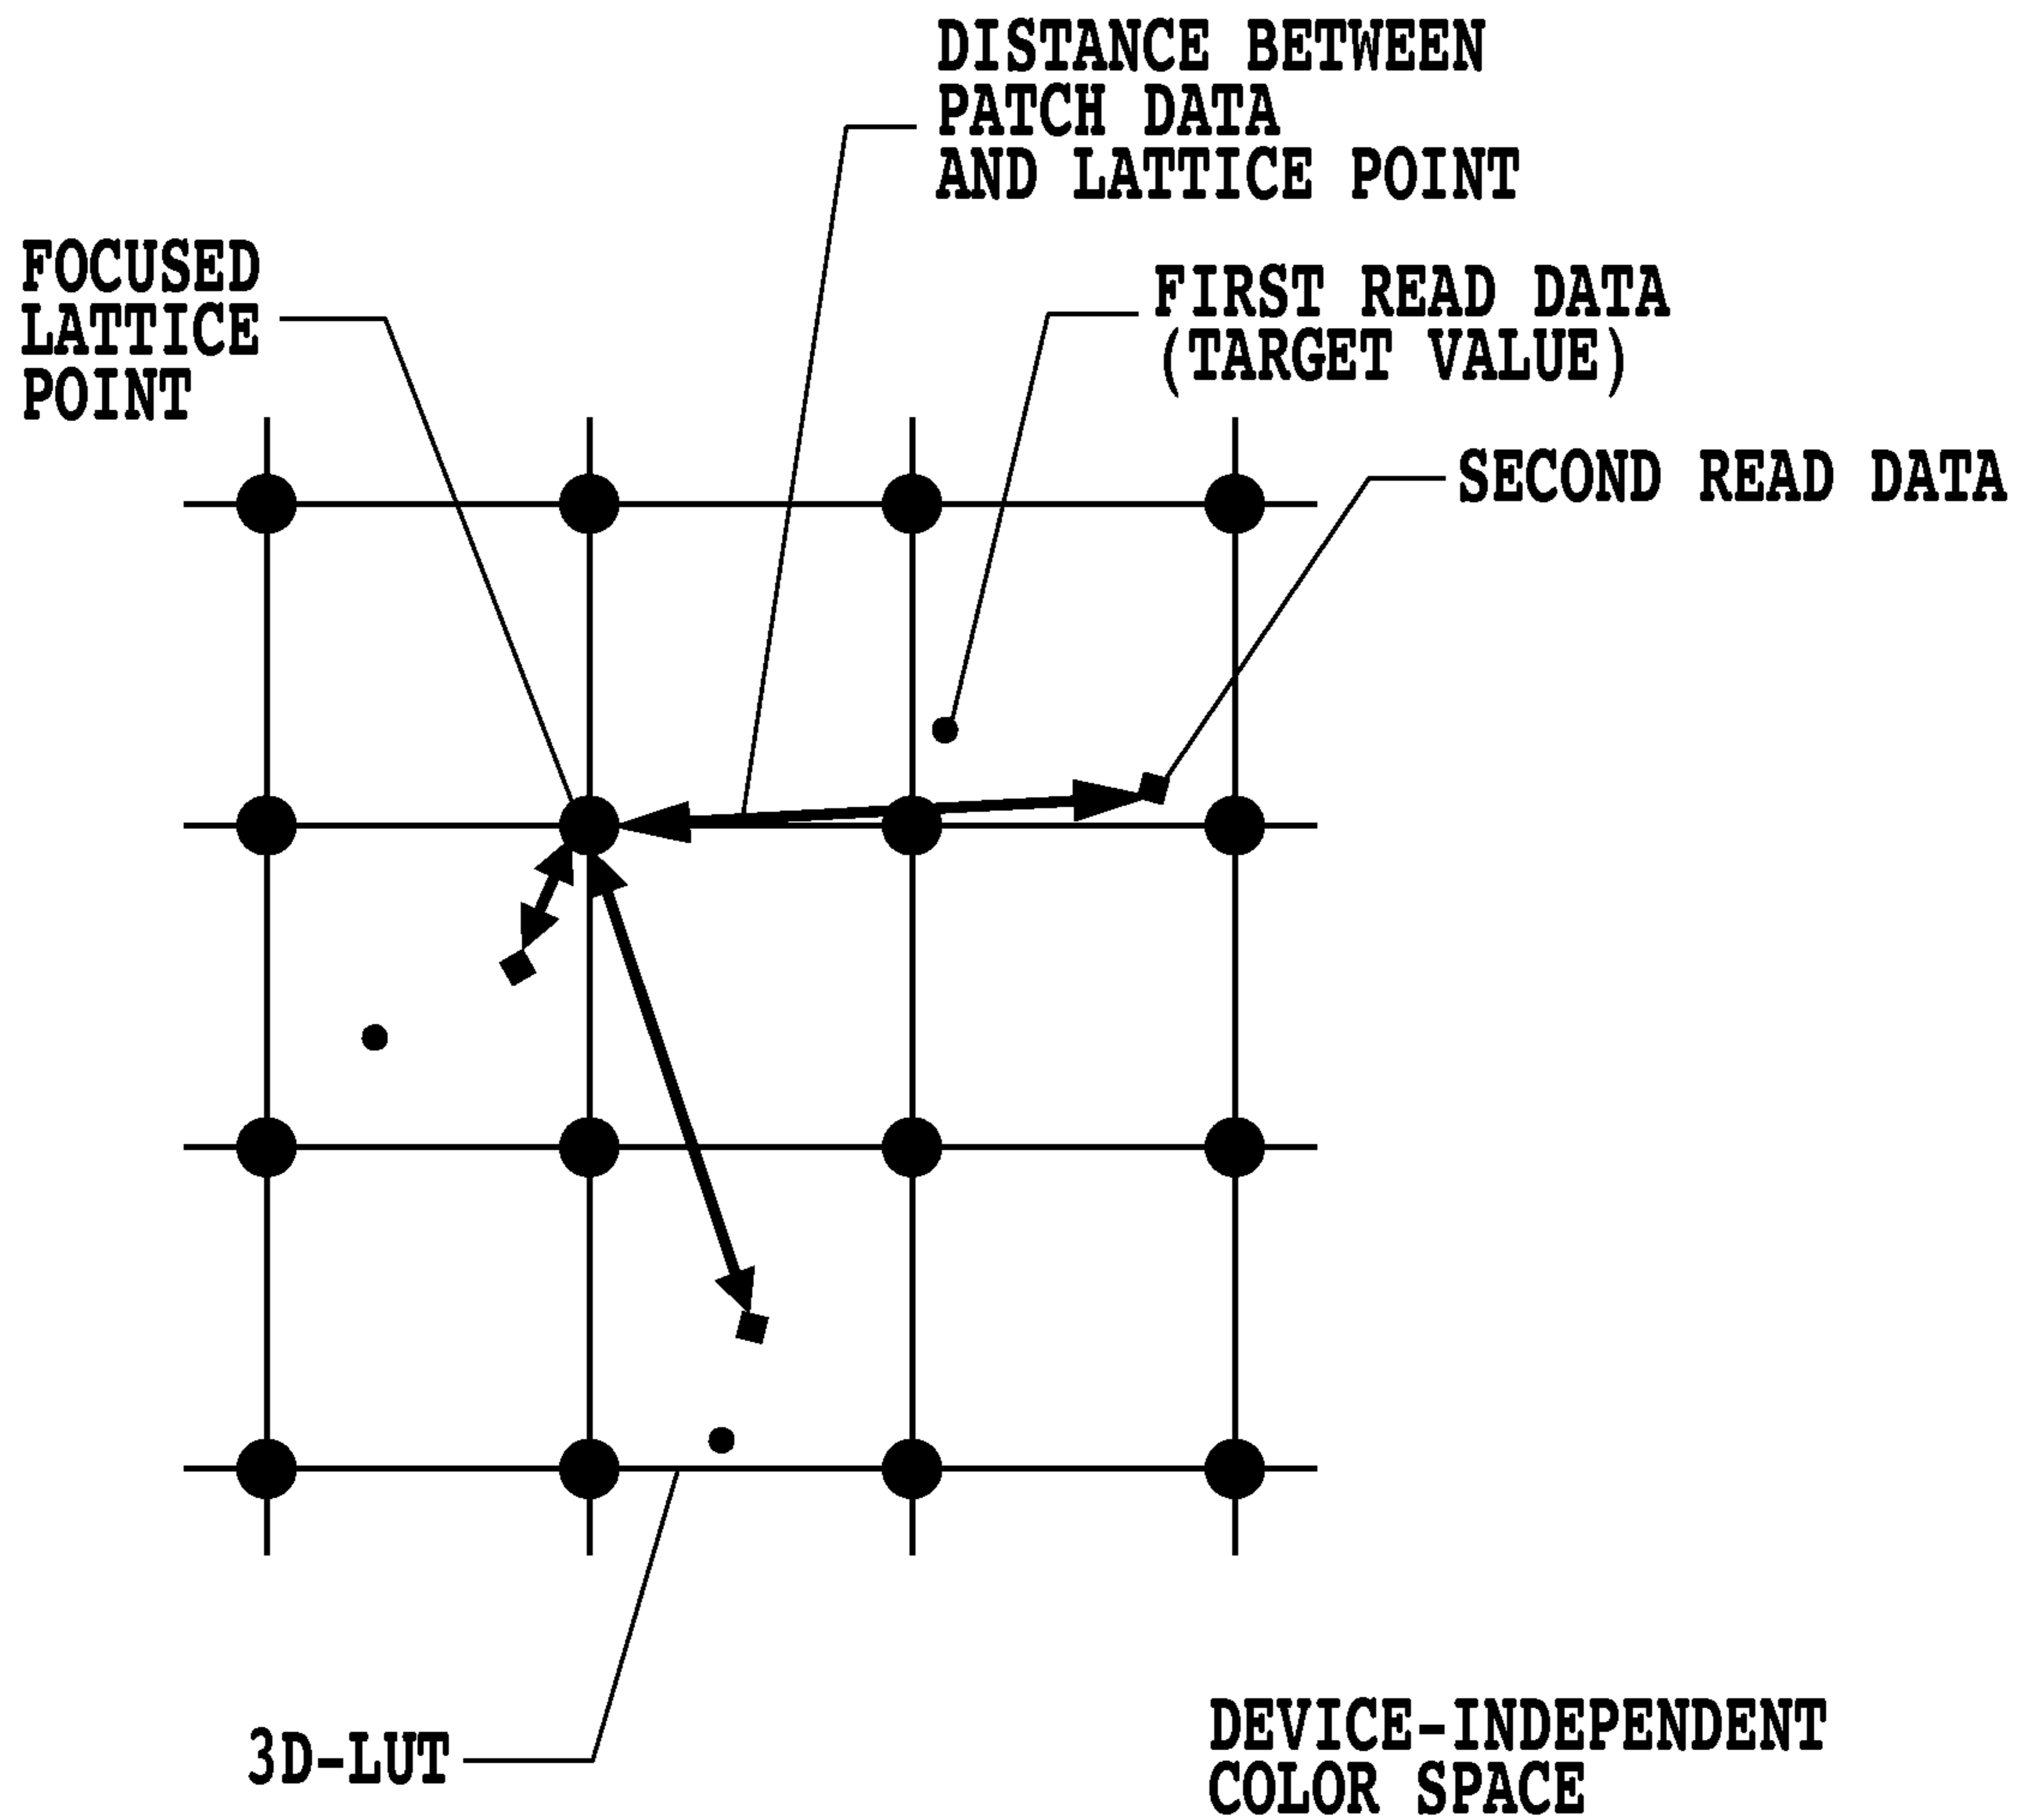 DISTANCE BETWEEN
PATCH DATA
AND LATTICE POINT
FOCUSED
LATTICE
POINT
FIRST READ DATA
(TARGET VALUE)
SECOND READ DATA
3D-LUT
DEVICE-INDEPENDENT
COLOR SPACE